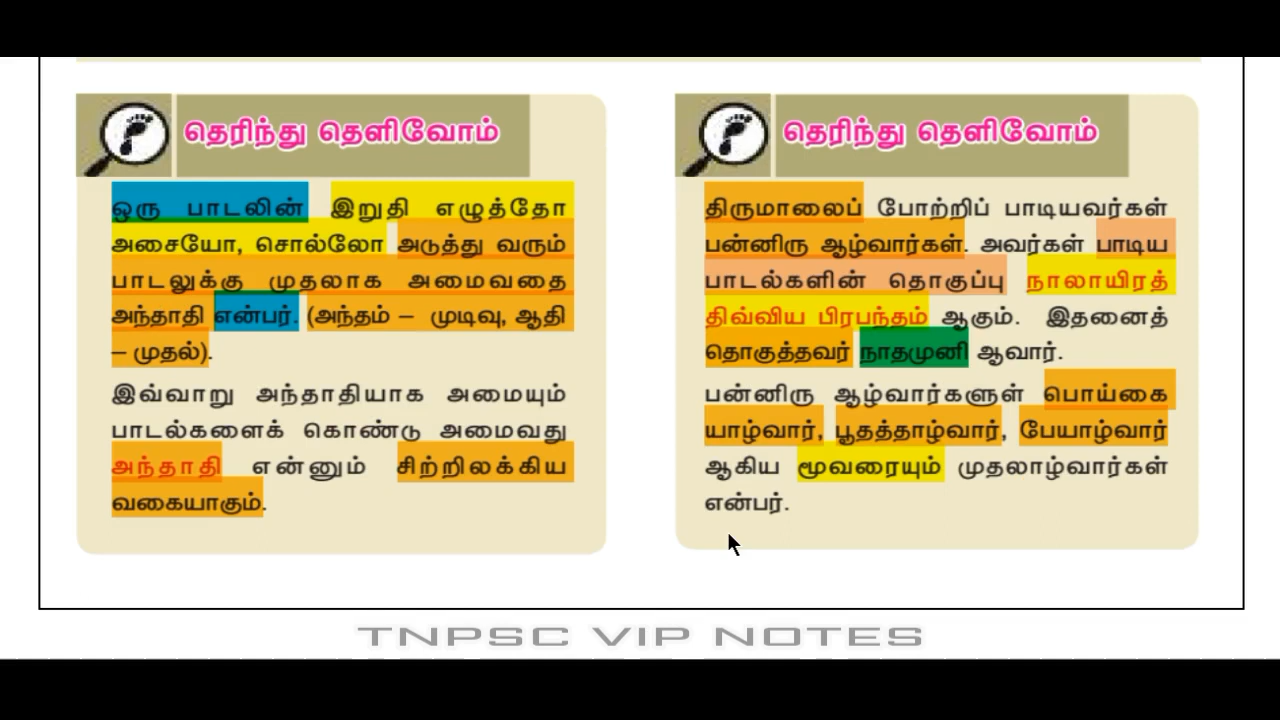 தெரிந்து தெளிவோம்
ஒரு பாடலின் இறுதி எழுத்தோ
அசையோ, சொல்லோ அடுத்து வரும்
பாடலுக்கு முதலாக அமைவதை
அந்தாதி என்பர். (அந்தம் – முடிவு, ஆதி
– முதல்).
இவ்வாறு அந்தாதியாக அமையும்
பாடல்களைக் கொண்டு அமைவது
அந்தாதி என்னும் சிற்றிலக்கிய
வகையாகும்.
தெரிந்து தெளிவோம்
திருமாலைப் போற்றிப் பாடியவர்கள்
பன்னிரு ஆழ்வார்கள். அவர்கள் பாடிய
பாடல்களின் தொகுப்பு நாலாயிரத்
திவ்விய பிரபந்தம் ஆகும். இதனைத்
தொகுத்தவர் நாதமுனி ஆவார்.
பன்னிரு ஆழ்வார்களுள் பொய்கை
யாழ்வார், பூதத்தாழ்வார், பேயாழ்வார்
ஆகிய மூவரையும் முதலாழ்வார்கள்
என்பர்.
TNPSC VIP NOTES